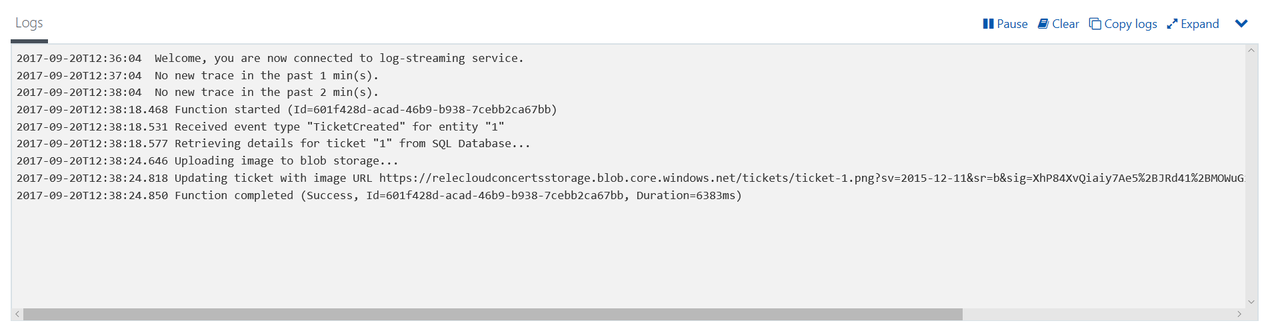 Logs
Pause Clear Copy logs Expand
2017-09-20T12:36:04 Welcome, you are now connected to log-streaming service.
2017-09-20T12:37:04 No new trace in the past 1 min(s).
2017-09-20T12:38:04 No new trace in the past 2 min(s).
2017-09-20T12:38:18.468 Function started (Id=601f428d-acad-46b9-b938-7cebb2ca67bb)
2017-09-20T12:38:18.531 Received event type "TicketCreated" for entity "1"
2017-09-20T12:38:18.577 Retrieving details for ticket "1" from SQL Database...
2017-09-20T12:38:24.646 Uploading image to blob storage...
2017-09-20T12:38:24.818 Updating ticket with image URL https://relecloudconcertsstorage.blob.core.windows.net/tickets/ticket-1.png?sv=2015-12-11&sr=b&sig=XhP84XvQiaiy7Ae5%2BJRd41%2BMOWuG
2017-09-20T12:38:24.850 Function completed (Success, Id=601f428d-acad-46b9-b938-7cebb2ca67bb, Duration=6383ms)